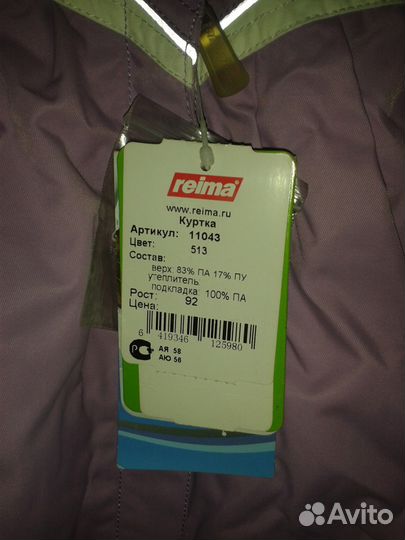 reima®
www.reima.ru
Куртка
Артикул: 11043
Цвет: 513
Состав:
верх: 83% ПА 17% ПУ
утеплитель:
подкладка: 100% ПА
Рост: 92
Цена:
6 419346 125980
АЯ 58
АЮ 56
Avito